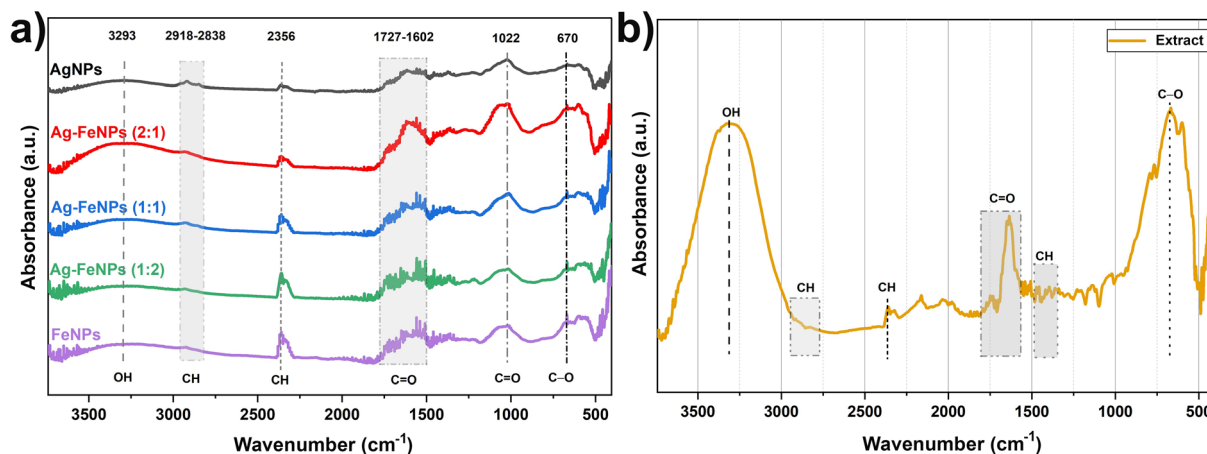 a)
3293 2918-2838 2356 1727-1602 1022 670
AgNPs
Ag-FeNPs (2:1)
Ag-FeNPs (1:1)
Ag-FeNPs (1:2)
FeNPs
OH CH CH C=O C=O C–O
3500 3000 2500 2000 1500 1000 500
Wavenumber (cm⁻¹)
Absorbance (a.u.)
b)
Extract
OH
CH
CH
C=O
CH
C–O
3500 3000 2500 2000 1500 1000 500
Wavenumber (cm⁻¹)
Absorbance (a.u.)